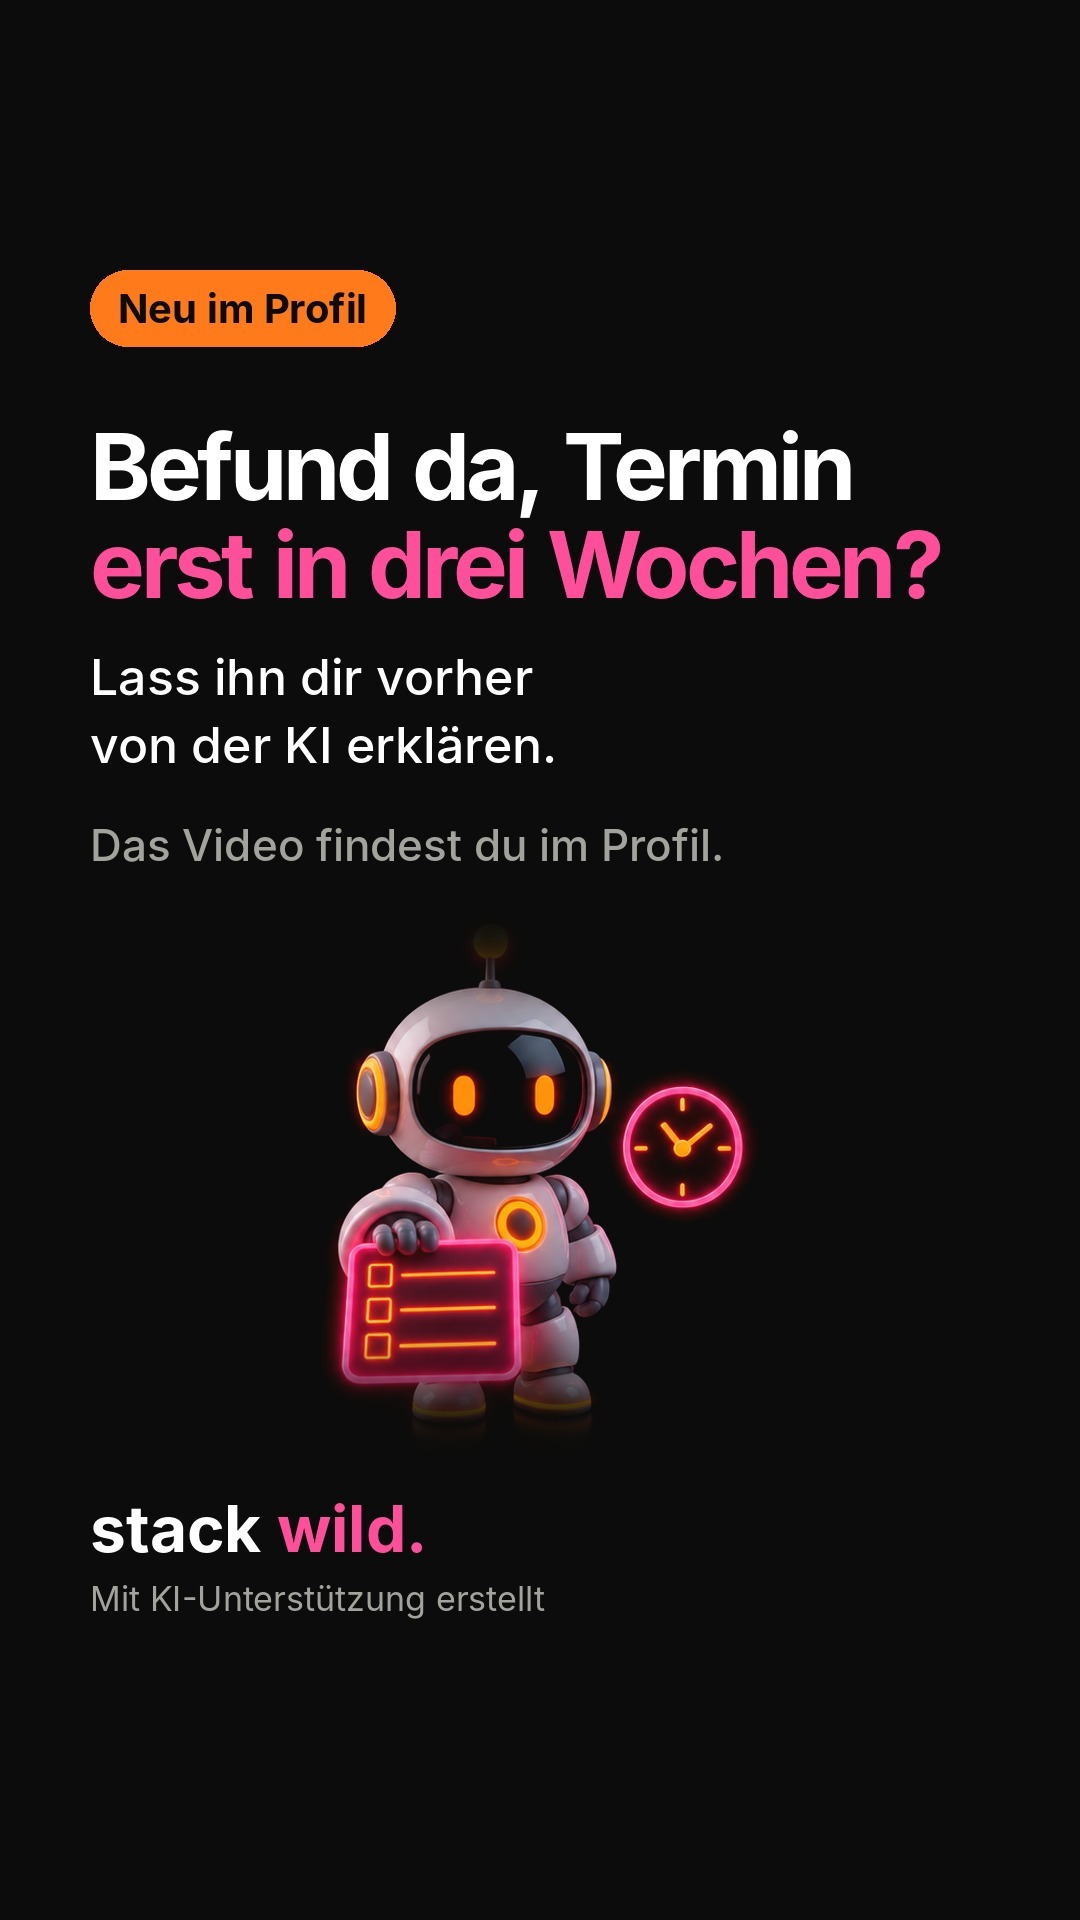 Neu im Profil
Befund da, Termin
erst in drei Wochen?
Lass ihn dir vorher
von der KI erklären.
Das Video findest du im Profil.
stack wild.
Mit KI-Unterstützung erstellt